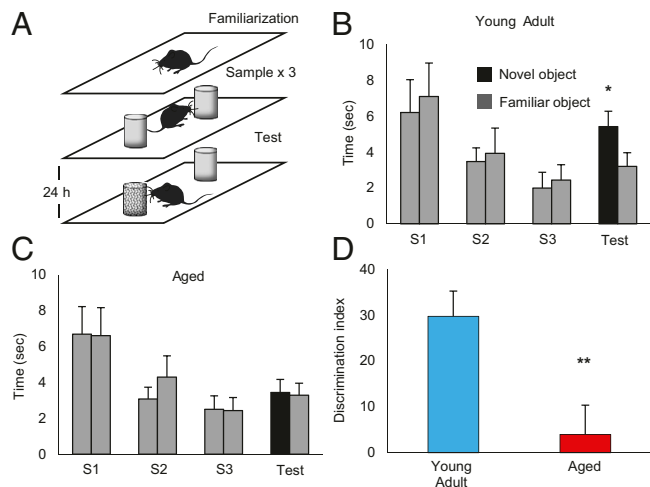 A
Familiarization
Sample x 3
Test
24 h
B
Young Adult
10
8
6
4
2
0
Time (sec)
Novel object
Familiar object
*
S1 S2 S3 Test
C
Aged
10
8
6
4
2
0
Time (sec)
S1 S2 S3 Test
D
40
30
20
10
0
Discrimination index
**
Young
Adult
Aged